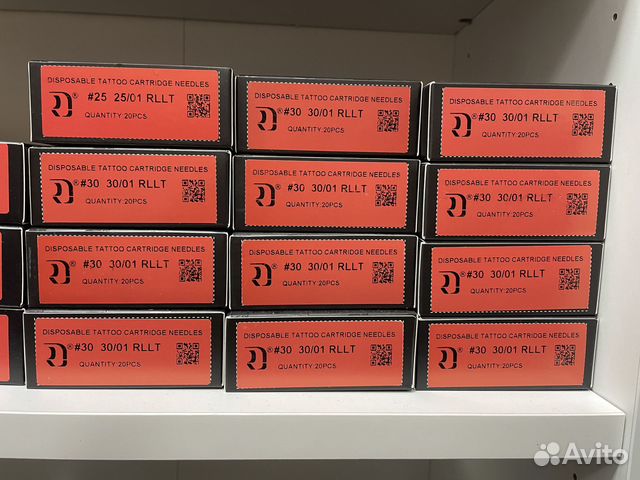 DISPOSABLE TATTOO CARTRIDGE NEEDLES
® #25 25/01 RLLT
QUANTITY:20PCS
DISPOSABLE TATTOO CARTRIDGE NEEDLES
® #30 30/01 RLLT
QUANTITY:20PCS
DISPOSABLE TATTOO CARTRIDGE NEEDLES
® #30 30/01 RLLT
QUANTITY:20PCS
DISPOSABLE TATTOO CARTRIDGE NEEDLES
® #30 30/01 RLLT
QUANTITY:20PCS
DISPOSABLE TATTOO CARTRIDGE NEEDLES
® #30 30/01 RLLT
QUANTITY:20PCS
DISPOSABLE TATTOO CARTRIDGE NEEDLES
® #30 30/01 RLLT
QUANTITY:20PCS
DISPOSABLE TATTOO CARTRIDGE NEEDLES
® #30 30/01 RLLT
QUANTITY:20PCS
DISPOSABLE TATTOO CARTRIDGE NEEDLES
® #30 30/01 RLLT
QUANTITY:20PCS
DISPOSABLE TATTOO CARTRIDGE NEEDLES
® #30 30/01 RLLT
QUANTITY:20PCS
DISPOSABLE TATTOO CARTRIDGE NEEDLES
® #30 30/01 RLLT
QUANTITY:20PCS
DISPOSABLE TATTOO CARTRIDGE NEEDLES
® #30 30/01 RLLT
QUANTITY:20PCS
DISPOSABLE TATTOO CARTRIDGE NEEDLES
® #30 30/01 RLLT
QUANTITY:20PCS
Avito